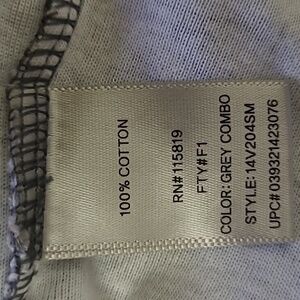 100% COTTON
RN# 115819
FTY#F1
COLOR: GREY COMBO
STYLE: 14V204SM
UPC# 039321423076